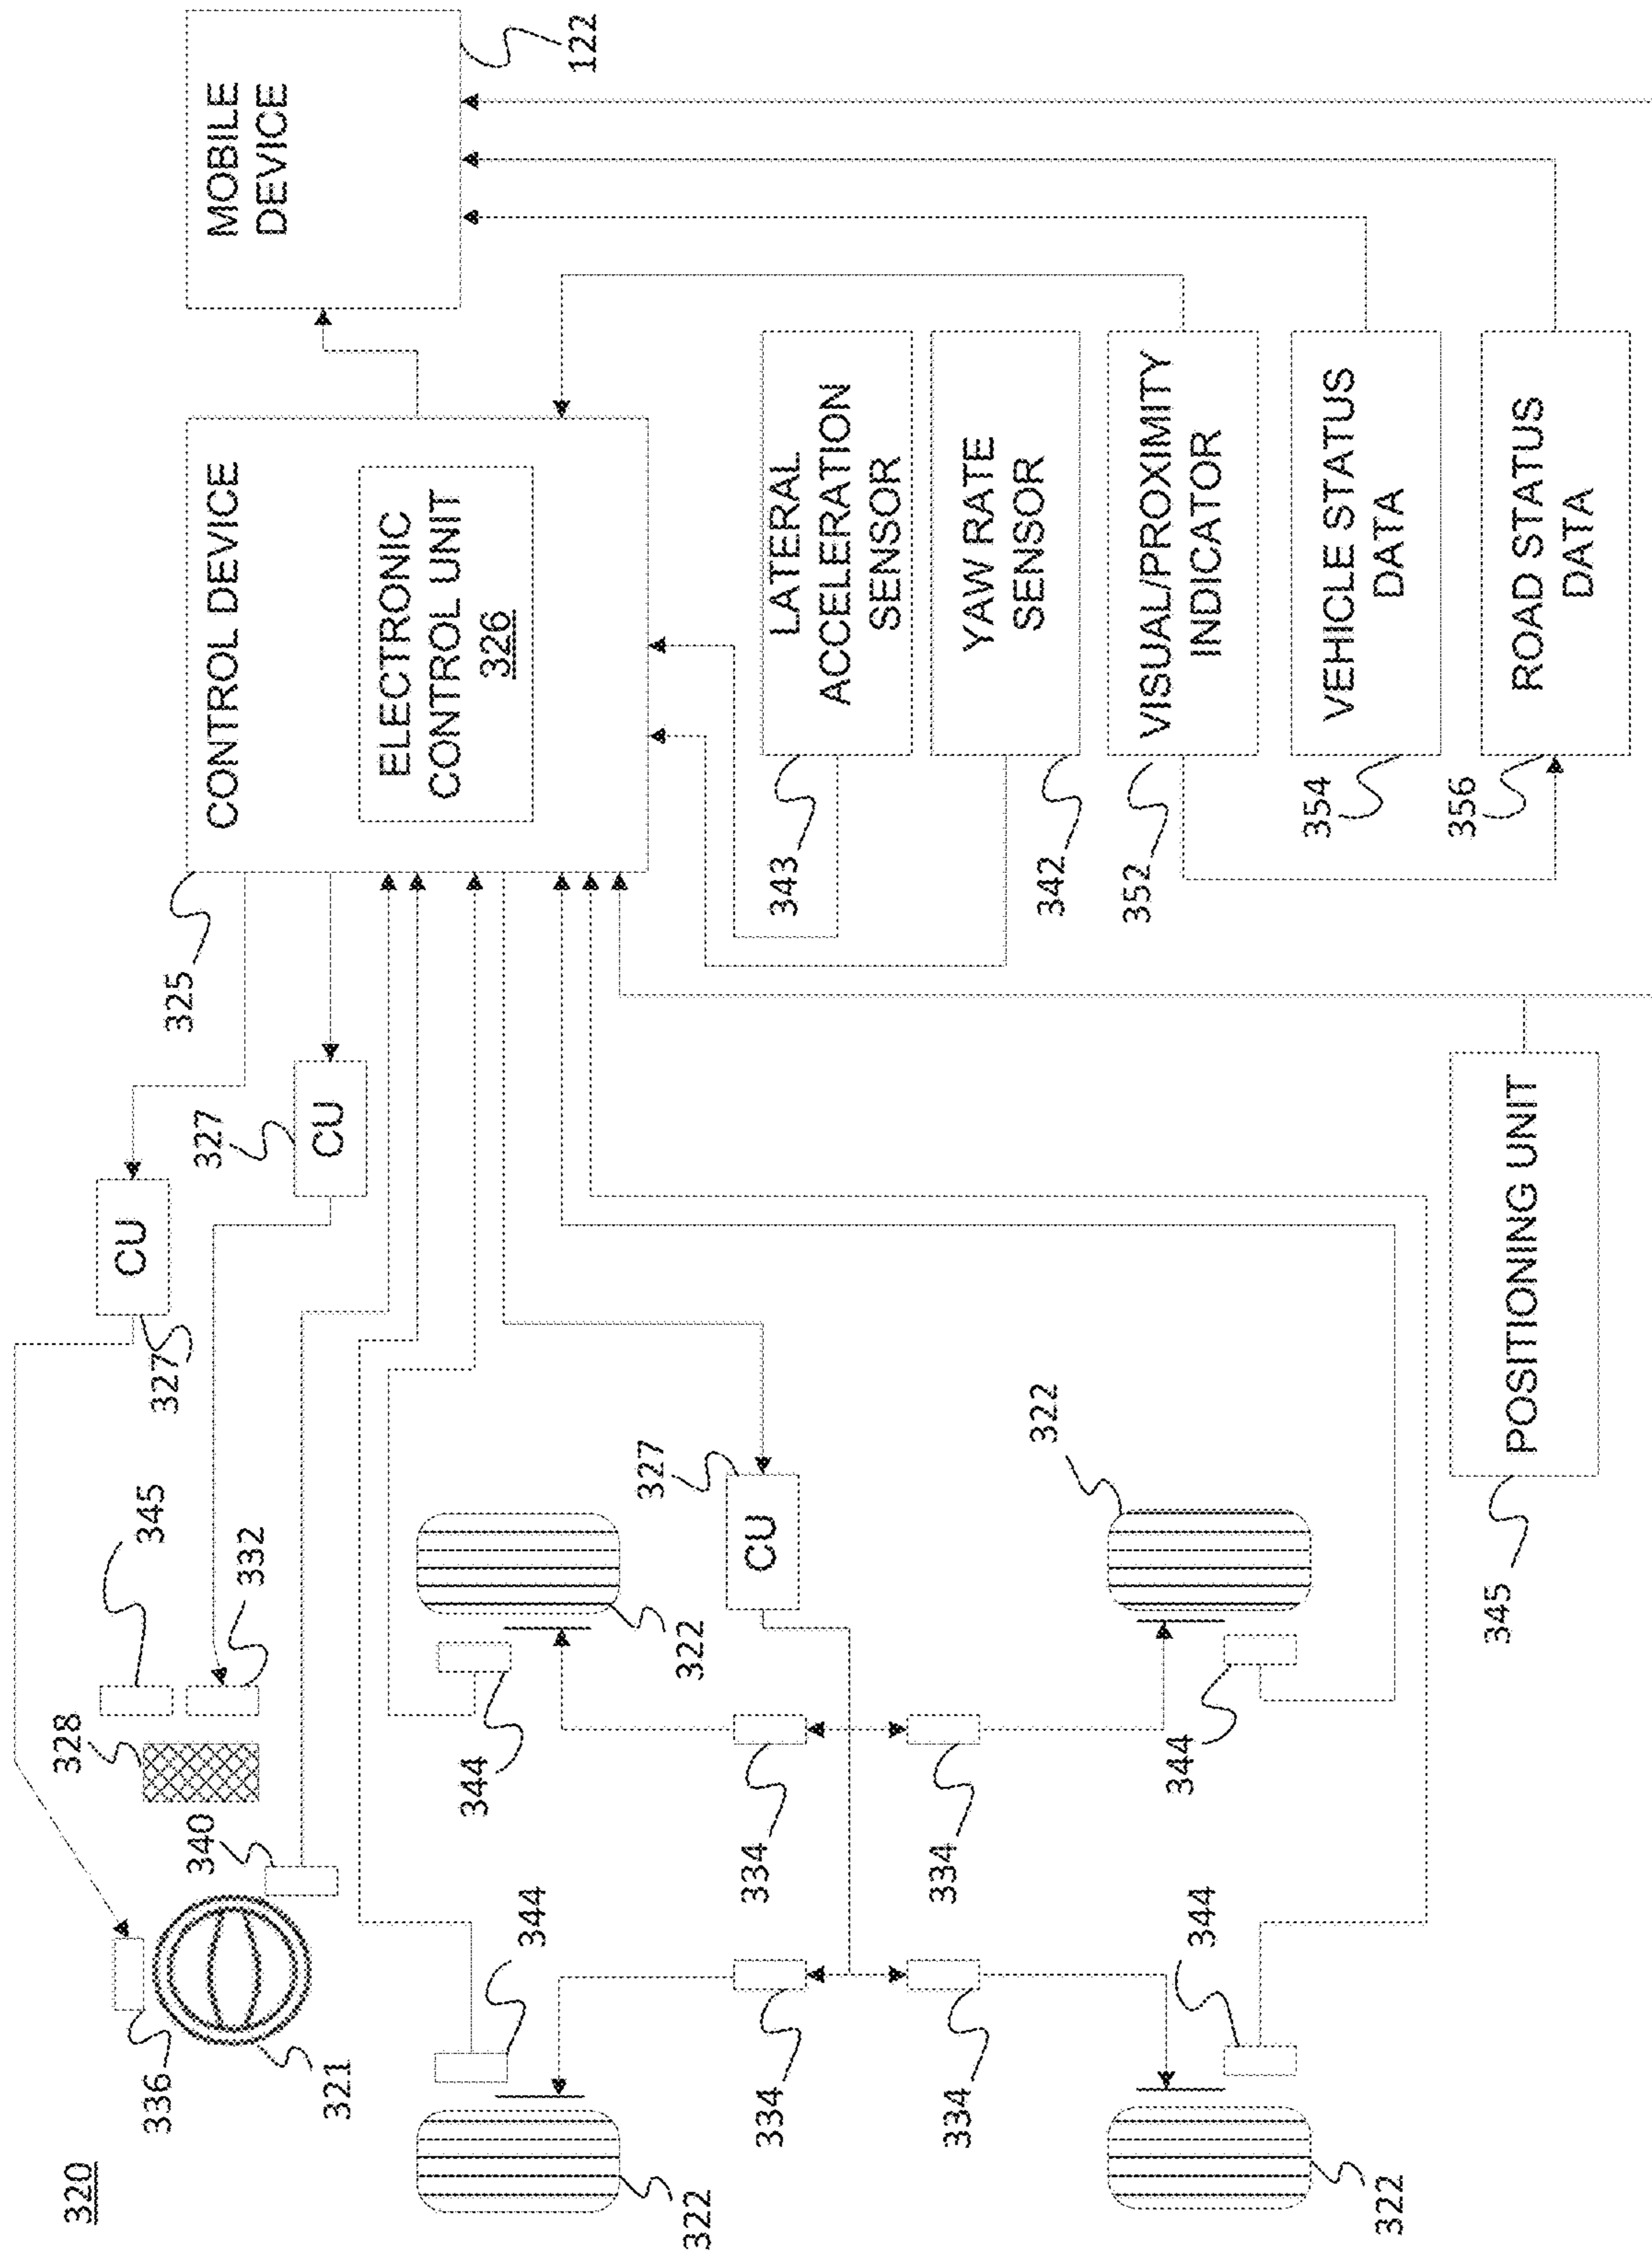 320
328
336
345
327
CU
325
CONTROL DEVICE
MOBILE
DEVICE
122
340
332
327
CU
321
ELECTRONIC
CONTROL UNIT
326
344
344
327
322
322
CU
334
334
343
LATERAL
ACCELERATION
SENSOR
334
334
YAW RATE
SENSOR
322
342
352
VISUAL/PROXIMITY
INDICATOR
344
344
354
VEHICLE STATUS
DATA
322
356
ROAD STATUS
DATA
345
POSITIONING UNIT